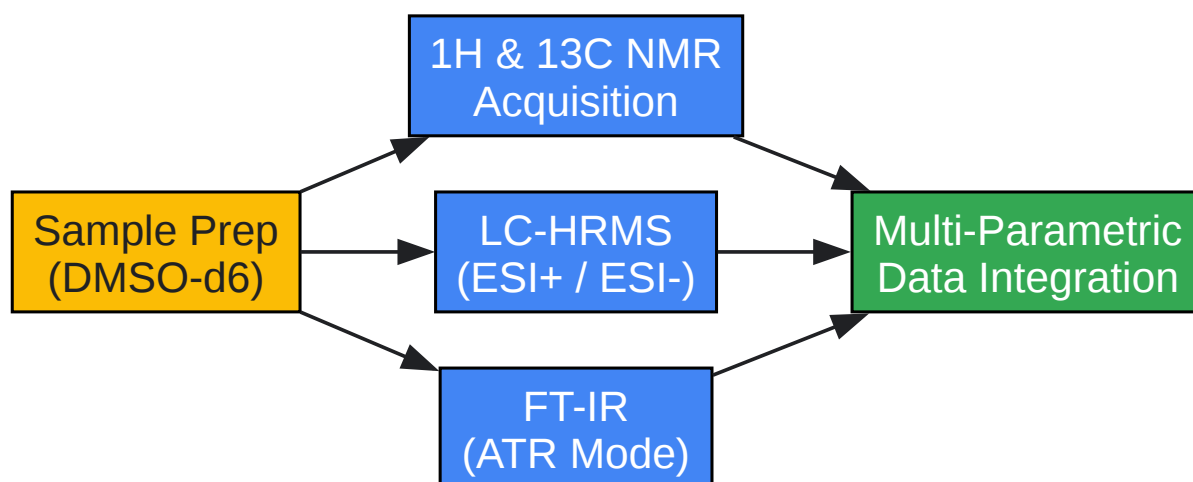 1H & 13C NMR
Acquisition
Sample Prep
(DMSO-d6)
LC-HRMS
(ESI+ / ESI-)
Multi-Parametric
Data Integration
FT-IR
(ATR Mode)